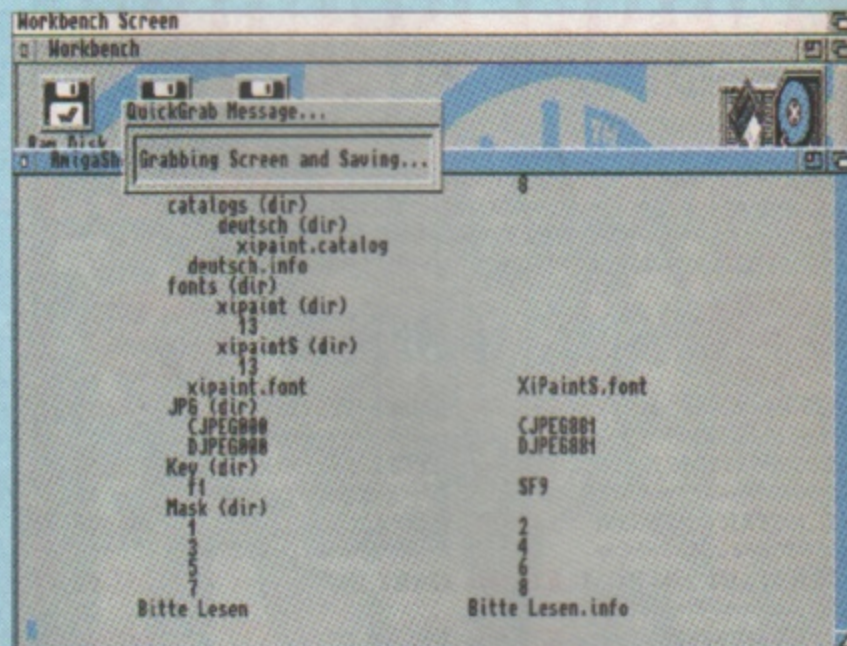 Workbench Screen
Workbench
QuickGrab Message...
Ram Disk
Grabbing Screen and Saving...
AmigaSh
8
catalogs (dir)
deutsch (dir)
xipaint.catalog
deutsch.info
fonts (dir)
xipaint (dir)
13
xipaintS (dir)
13
xipaint.font XiPaintS.font
JPG (dir)
CJPEG000 CJPEG881
DJPEG000 DJPEG881
Key (dir)
f1 SF9
Mask (dir)
1 2
3 4
5 6
7 8
Bitte Lesen Bitte Lesen.info